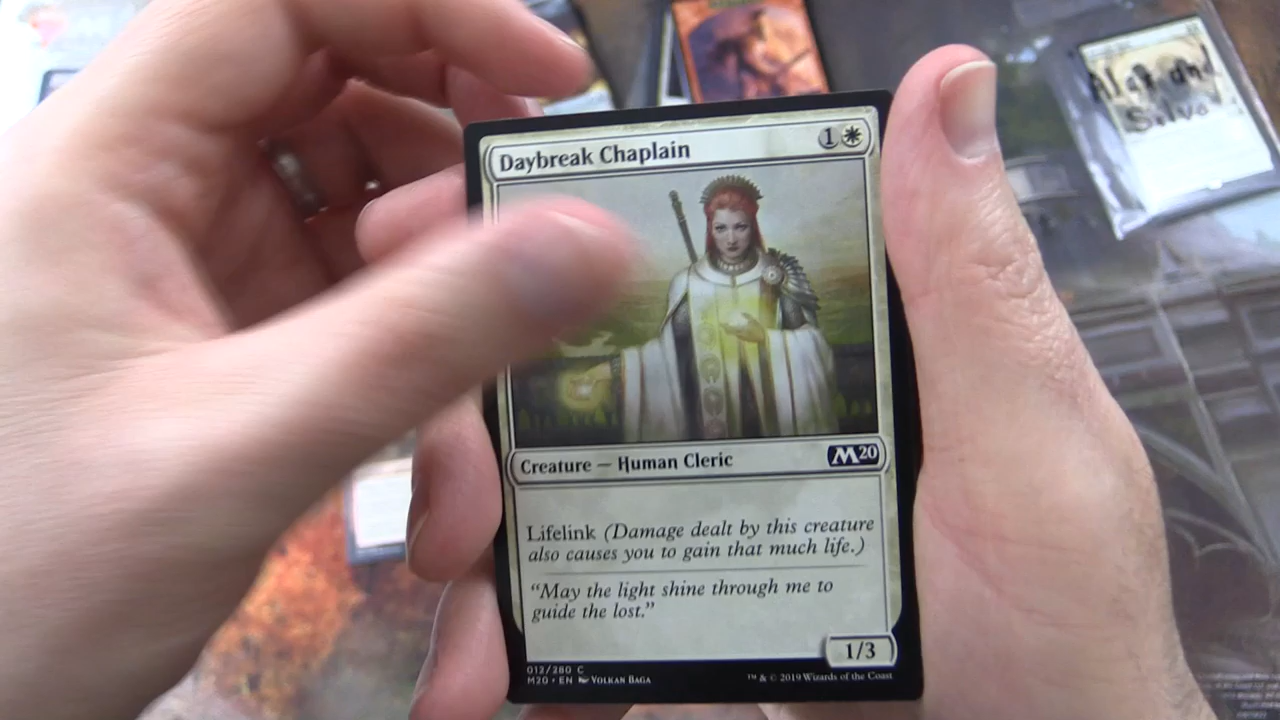 Daybreak Chaplain 1
Creature — Human Cleric M20
Lifelink (Damage dealt by this creature
also causes you to gain that much life.)
"May the light shine through me to
guide the lost."
1/3
012/280 C
M20 • EN Volkan Baga ™ & © 2019 Wizards of the Coast
and